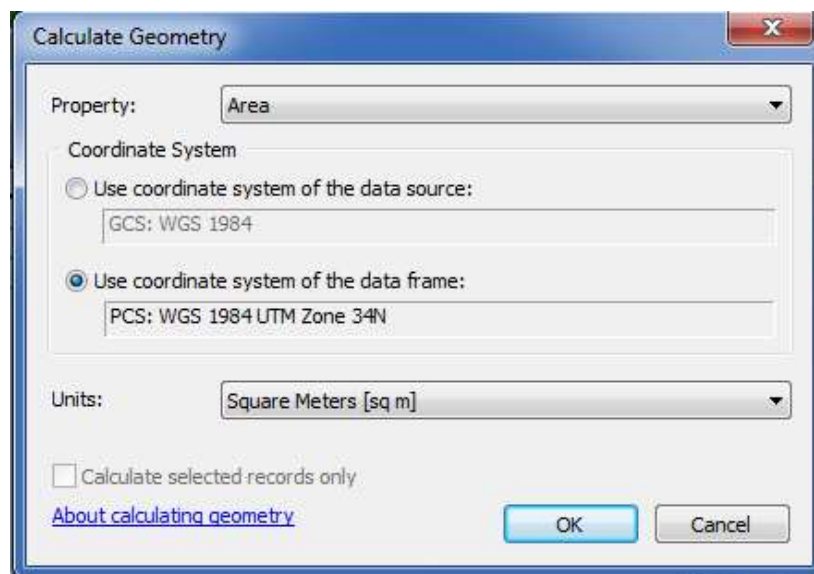 Calculate Geometry
Property: Area
Coordinate System
Use coordinate system of the data source:
GCS: WGS 1984
Use coordinate system of the data frame:
PCS: WGS 1984 UTM Zone 34N
Units: Square Meters [sq m]
Calculate selected records only
About calculating geometry
OK Cancel